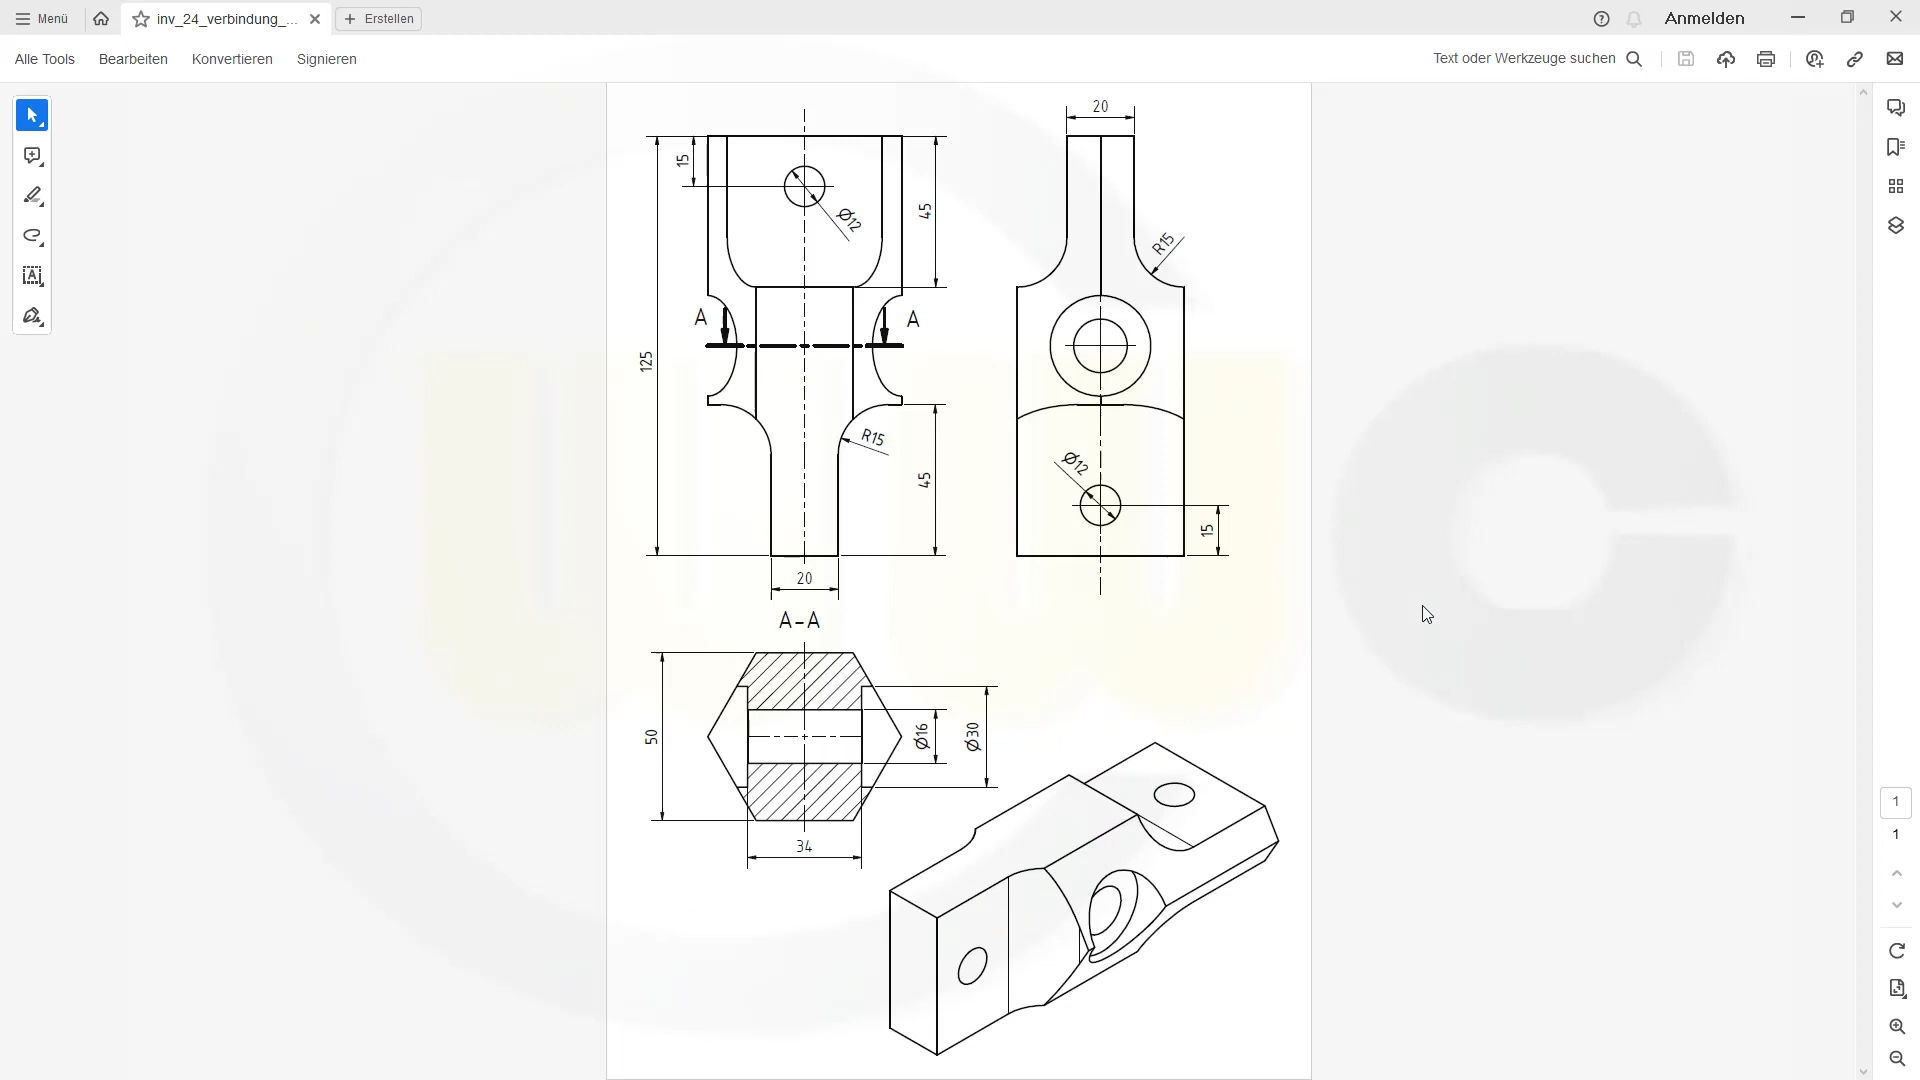 Menü
inv_24_verbindung_...
Erstellen
Anmelden
Alle Tools
Bearbeiten
Konvertieren
Signieren
Text oder Werkzeuge suchen
20
15
Ø12
45
R15
A
A
125
R15
Ø12
45
15
20
A-A
50
Ø16
Ø30
34
1
1